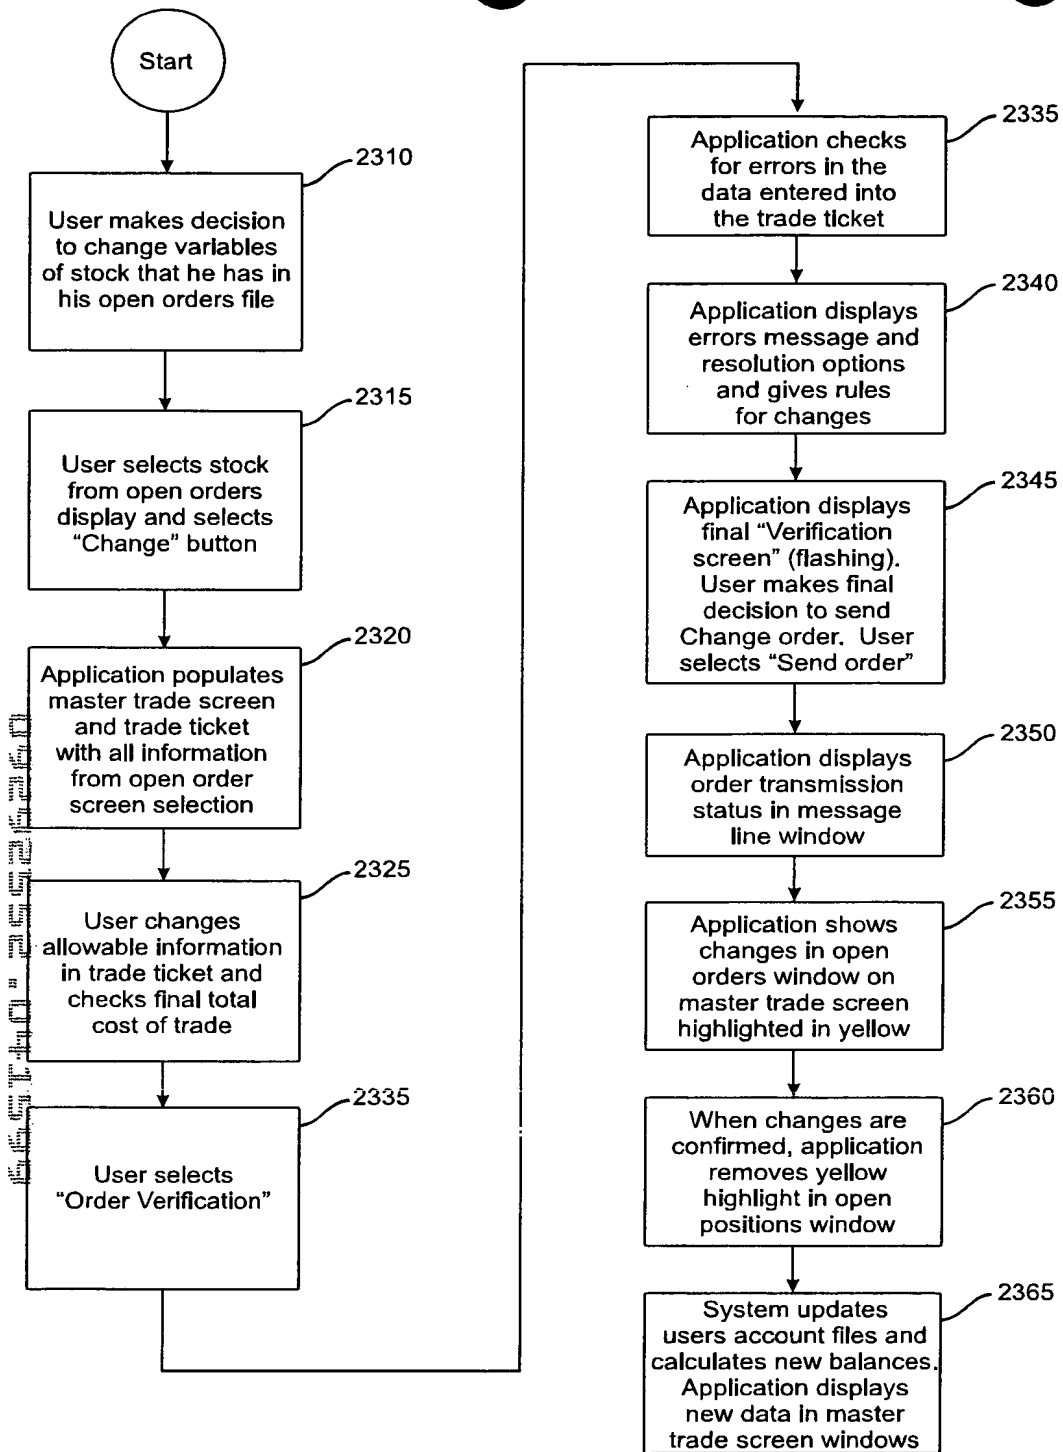 Start
2310
User makes decision
to change variables
of stock that he has in
his open orders file
2315
User selects stock
from open orders
display and selects
“Change” button
2320
Application populates
master trade screen
and trade ticket
with all information
from open order
screen selection
2325
User changes
allowable information
in trade ticket and
checks final total
cost of trade
2335
User selects
“Order Verification”
2335
Application checks
for errors in the
data entered into
the trade ticket
2340
Application displays
errors message and
resolution options
and gives rules
for changes
2345
Application displays
final “Verification
screen” (flashing).
User makes final
decision to send
Change order. User
selects “Send order”
2350
Application displays
order transmission
status in message
line window
2355
Application shows
changes in open
orders window on
master trade screen
highlighted in yellow
2360
When changes are
confirmed, application
removes yellow
highlight in open
positions window
2365
System updates
users account files and
calculates new balances.
Application displays
new data in master
trade screen windows